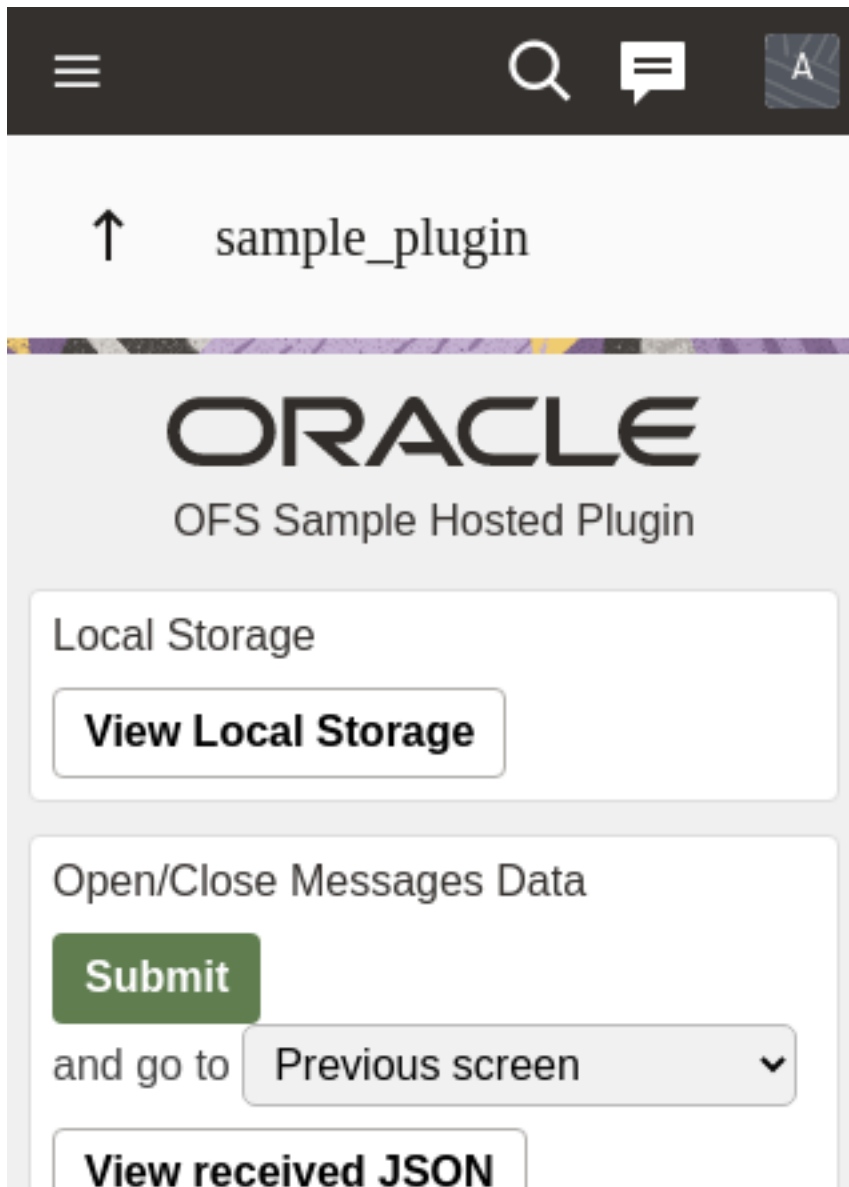 A
sample_plugin
ORACLE
OFS Sample Hosted Plugin
Local Storage
View Local Storage
Open/Close Messages Data
Submit
and go to Previous screen
View received JSON